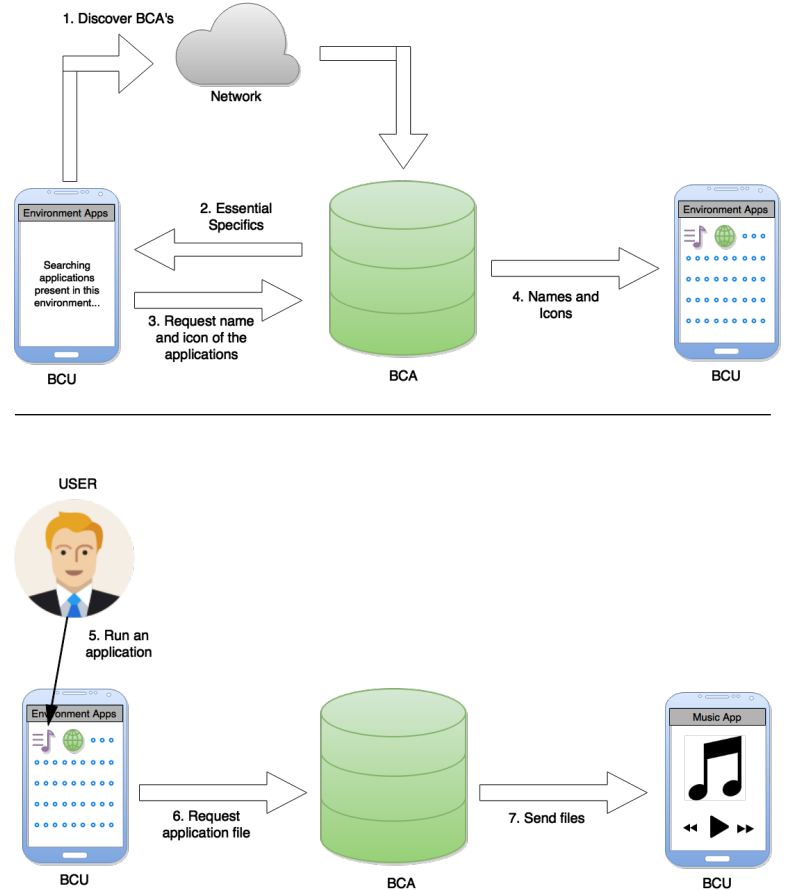 1. Discover BCA's
Network
Environment Apps
Searching
applications
present in this
environment...
BCU
2. Essential
Specifics
3. Request name
and icon of the
applications
BCA
4. Names and
Icons
Environment Apps
BCU
USER
5. Run an
application
Environment Apps
BCU
6. Request
application file
BCA
7. Send files
Music App
BCU